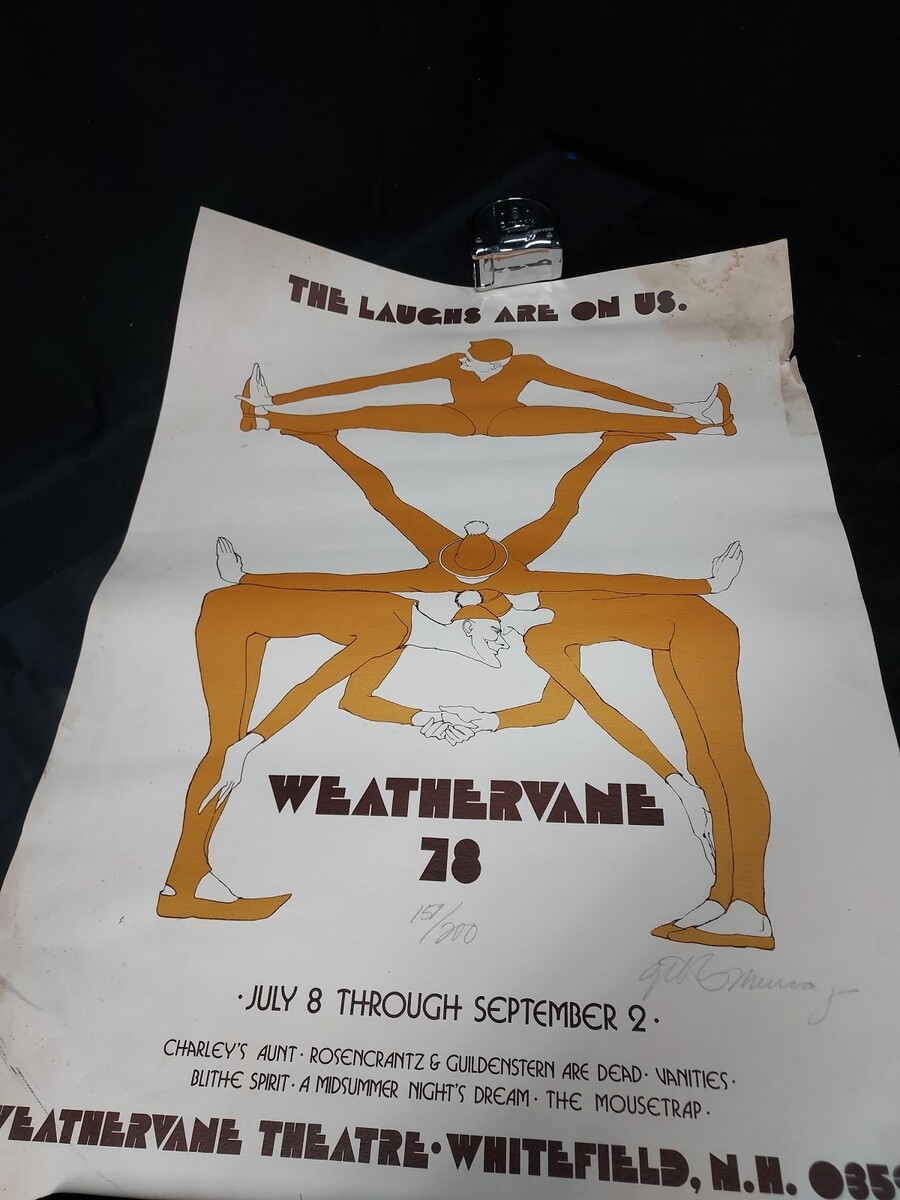 THE LAUGHS ARE ON US.
WEATHERVANE
78
/200
·JULY 8 THROUGH SEPTEMBER 2·
CHARLEY'S AUNT · ROSENCRANTZ & GUILDENSTERN ARE DEAD · VANITIES·
BLITHE SPIRIT · A MIDSUMMER NIGHT'S DREAM · THE MOUSETRAP·
WEATHERVANE THEATRE·WHITEFIELD, N.H.